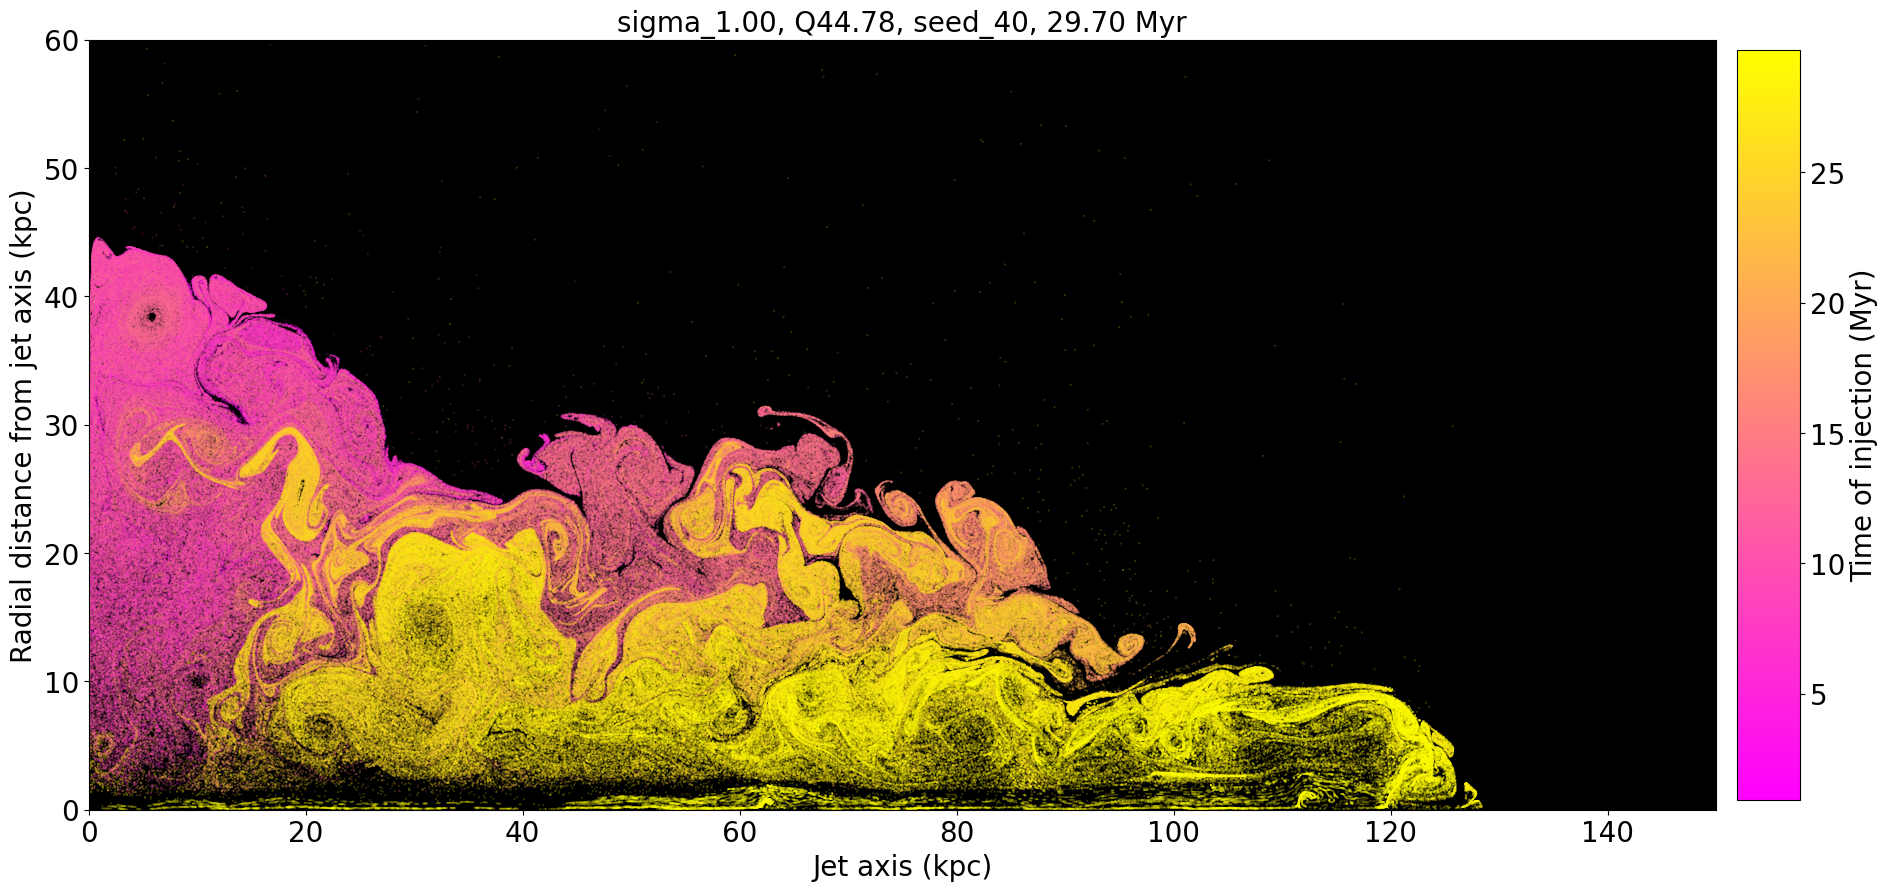 sigma_1.00, Q44.78, seed_40, 29.70 Myr
60
50
40
30
20
10
0
Radial distance from jet axis (kpc)
0 20 40 60 80 100 120 140
Jet axis (kpc)
25
20
15
10
5
Time of injection (Myr)